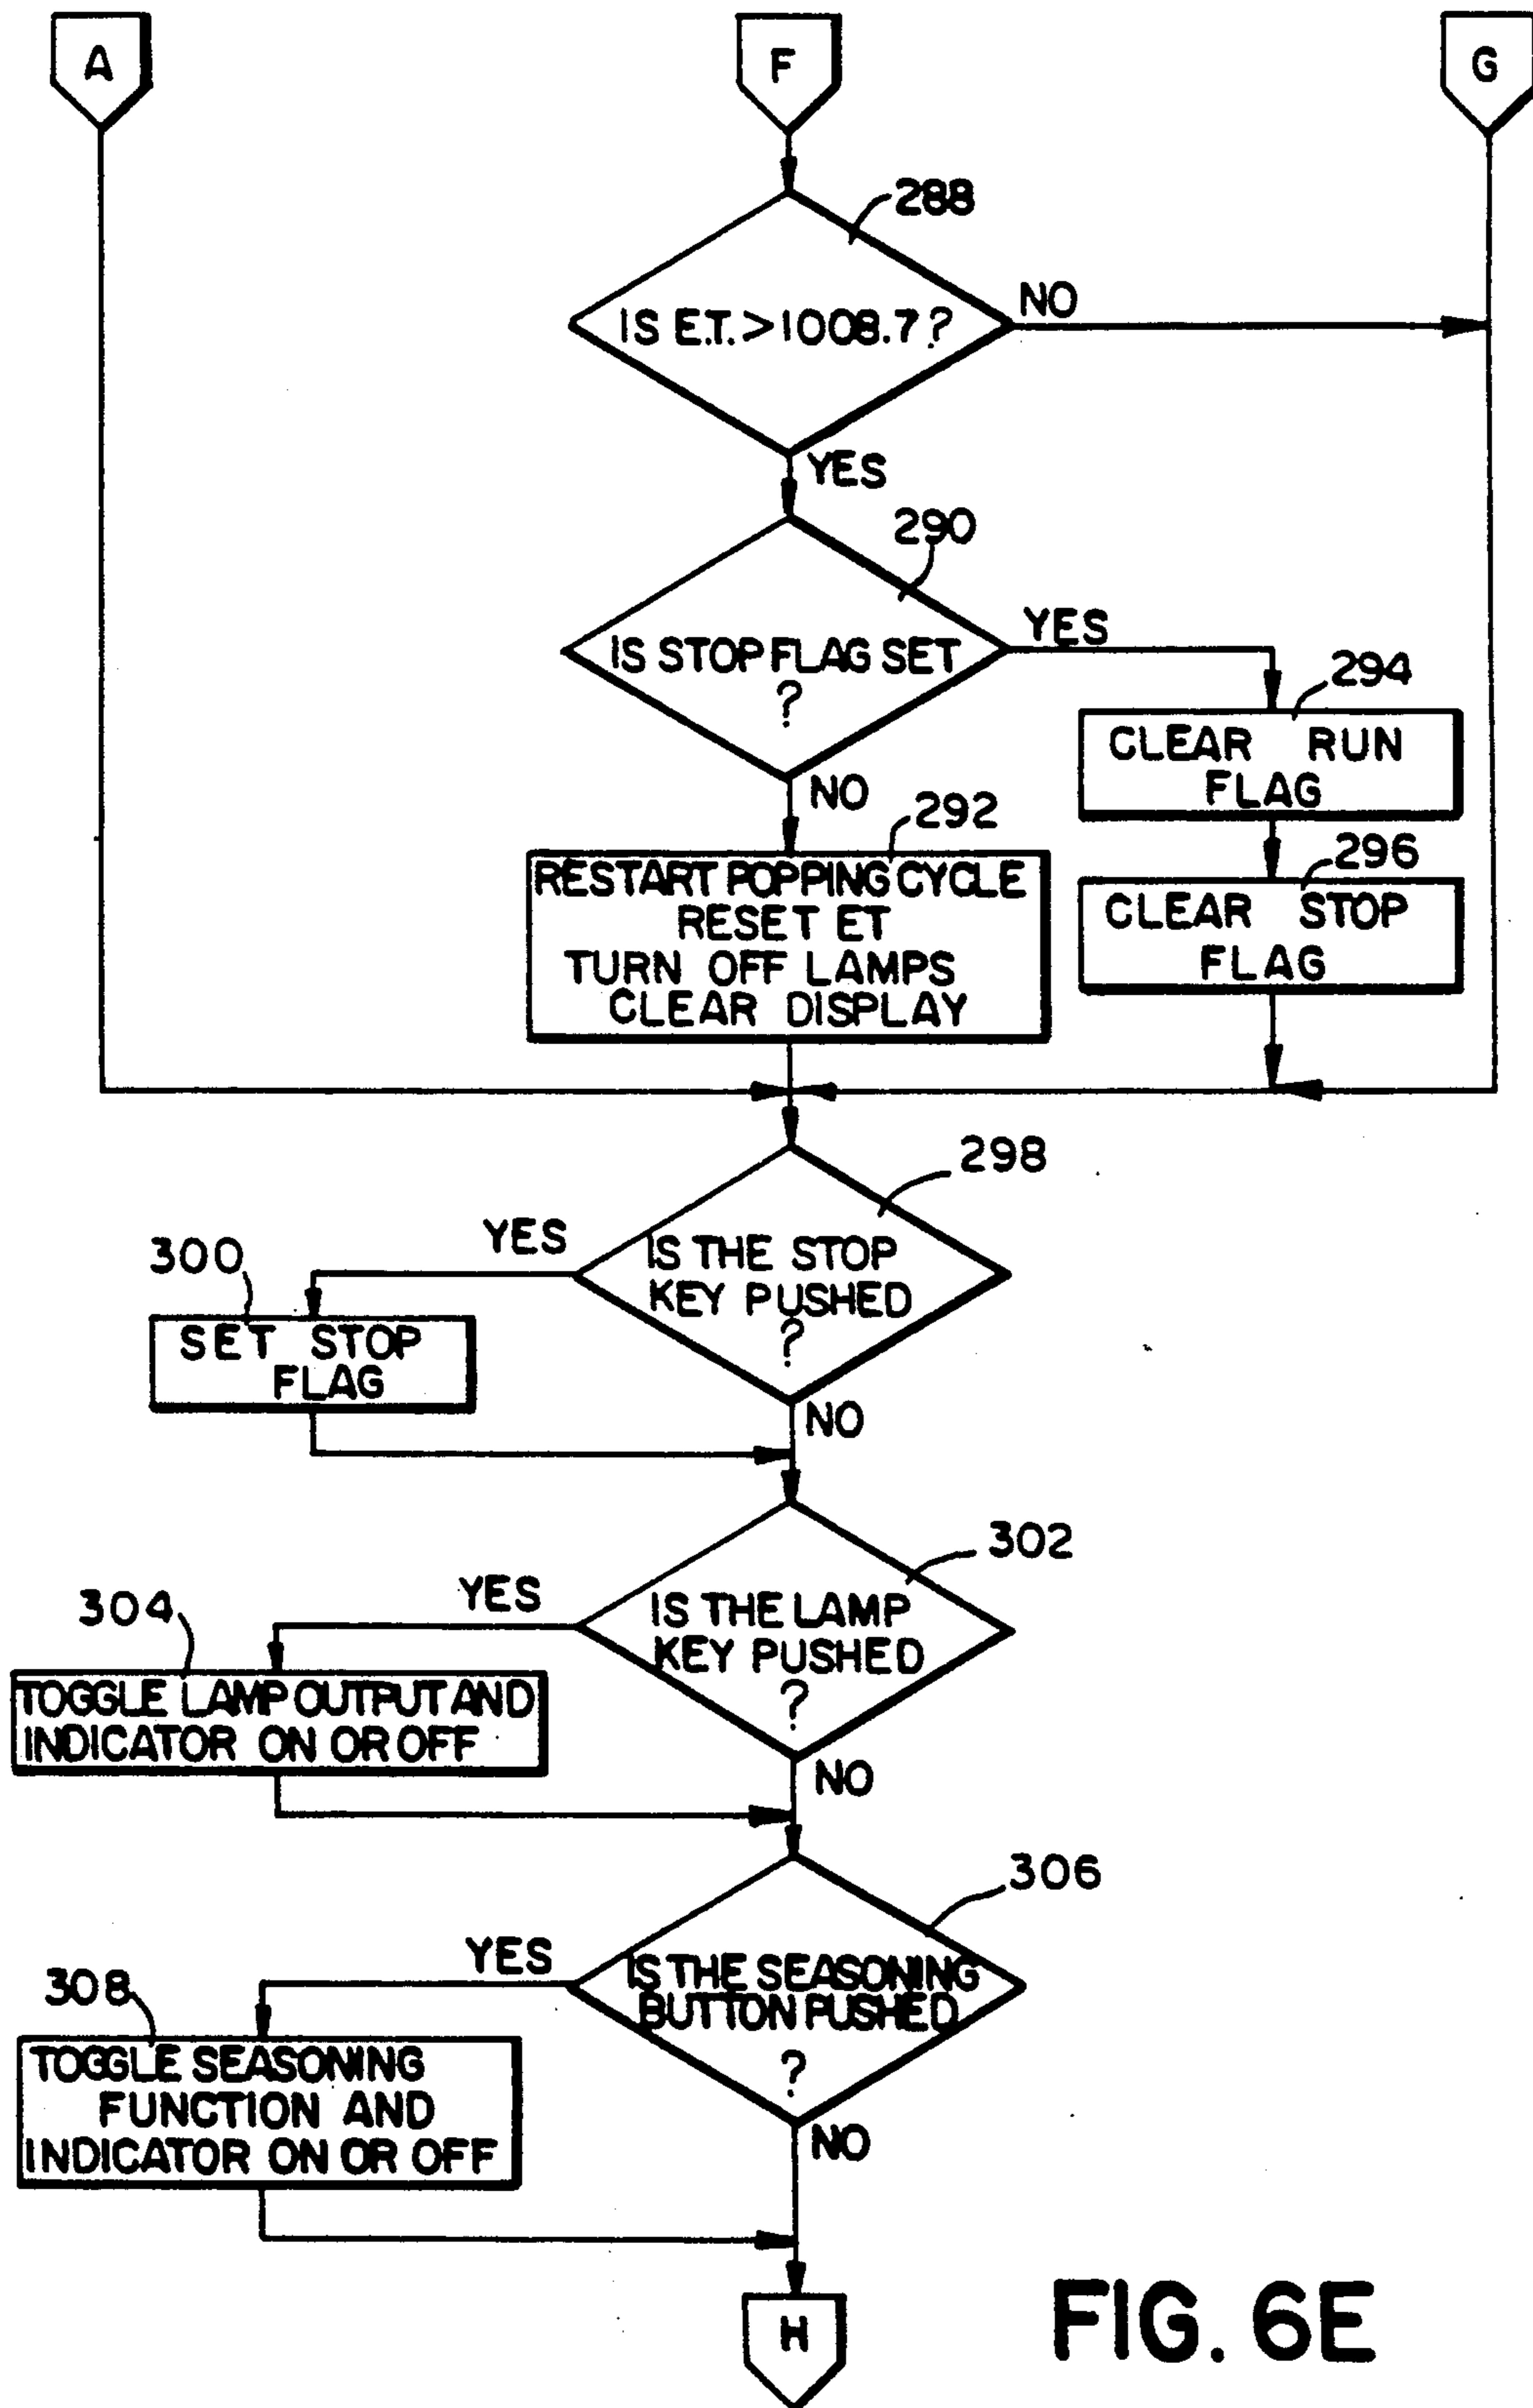 A
F
G
288
IS E.T. > 1008.7?
NO
YES
290
IS STOP FLAG SET
?
YES
294
CLEAR RUN
FLAG
NO
292
RESTART POPPING CYCLE
RESET ET
TURN OFF LAMPS
CLEAR DISPLAY
296
CLEAR STOP
FLAG
298
IS THE STOP
KEY PUSHED
?
YES
300
SET STOP
FLAG
NO
302
IS THE LAMP
KEY PUSHED
?
YES
304
TOGGLE LAMP OUTPUT AND
INDICATOR ON OR OFF
NO
306
IS THE SEASONING
BUTTON PUSHED
?
YES
308
TOGGLE SEASONING
FUNCTION AND
INDICATOR ON OR OFF
NO
H
FIG. 6E